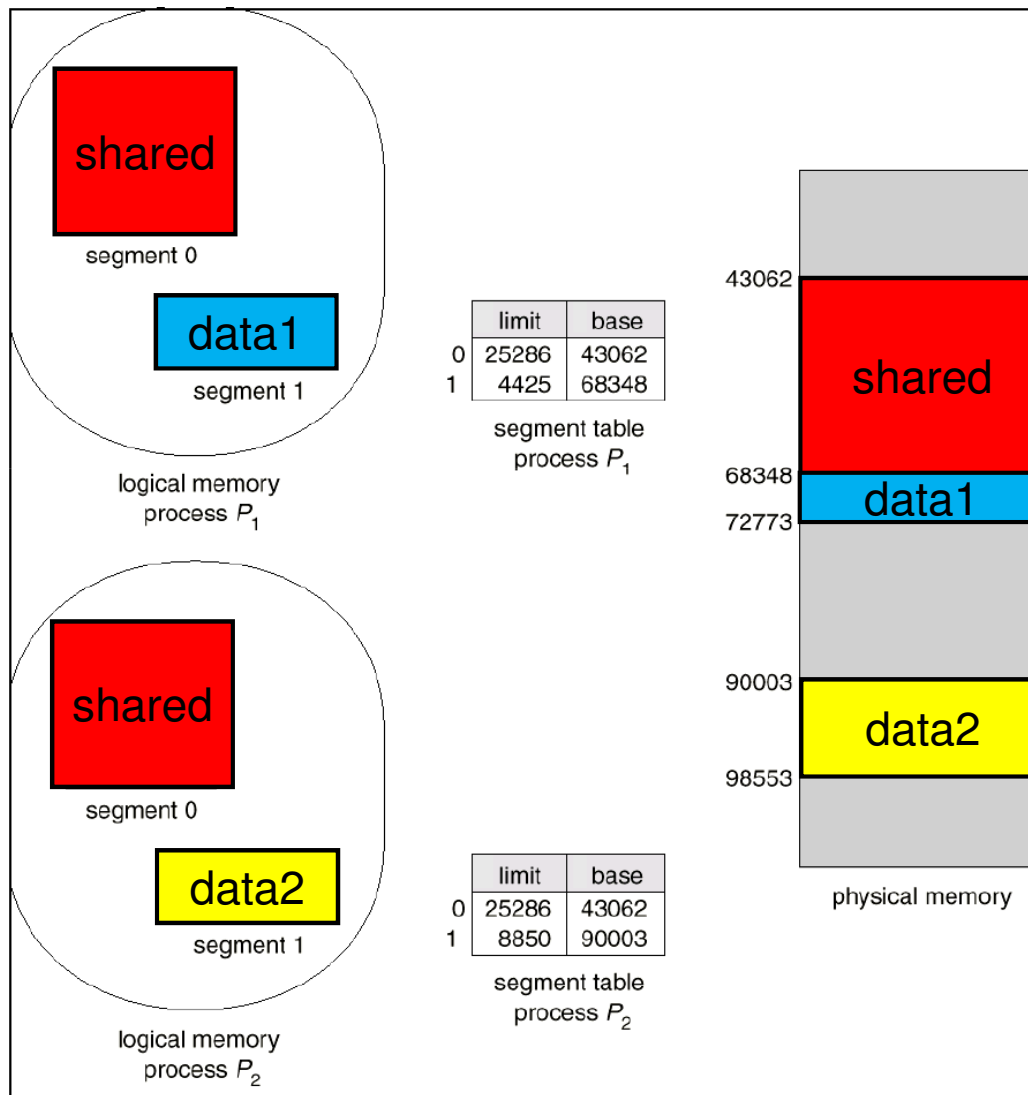 shared
segment 0
data1
segment 1
logical memory
process P1
limit base
0 25286 43062
1 4425 68348
segment table
process P1
43062
shared
68348
data1
72773
90003
data2
98553
physical memory
shared
segment 0
data2
segment 1
logical memory
process P2
limit base
0 25286 43062
1 8850 90003
segment table
process P2